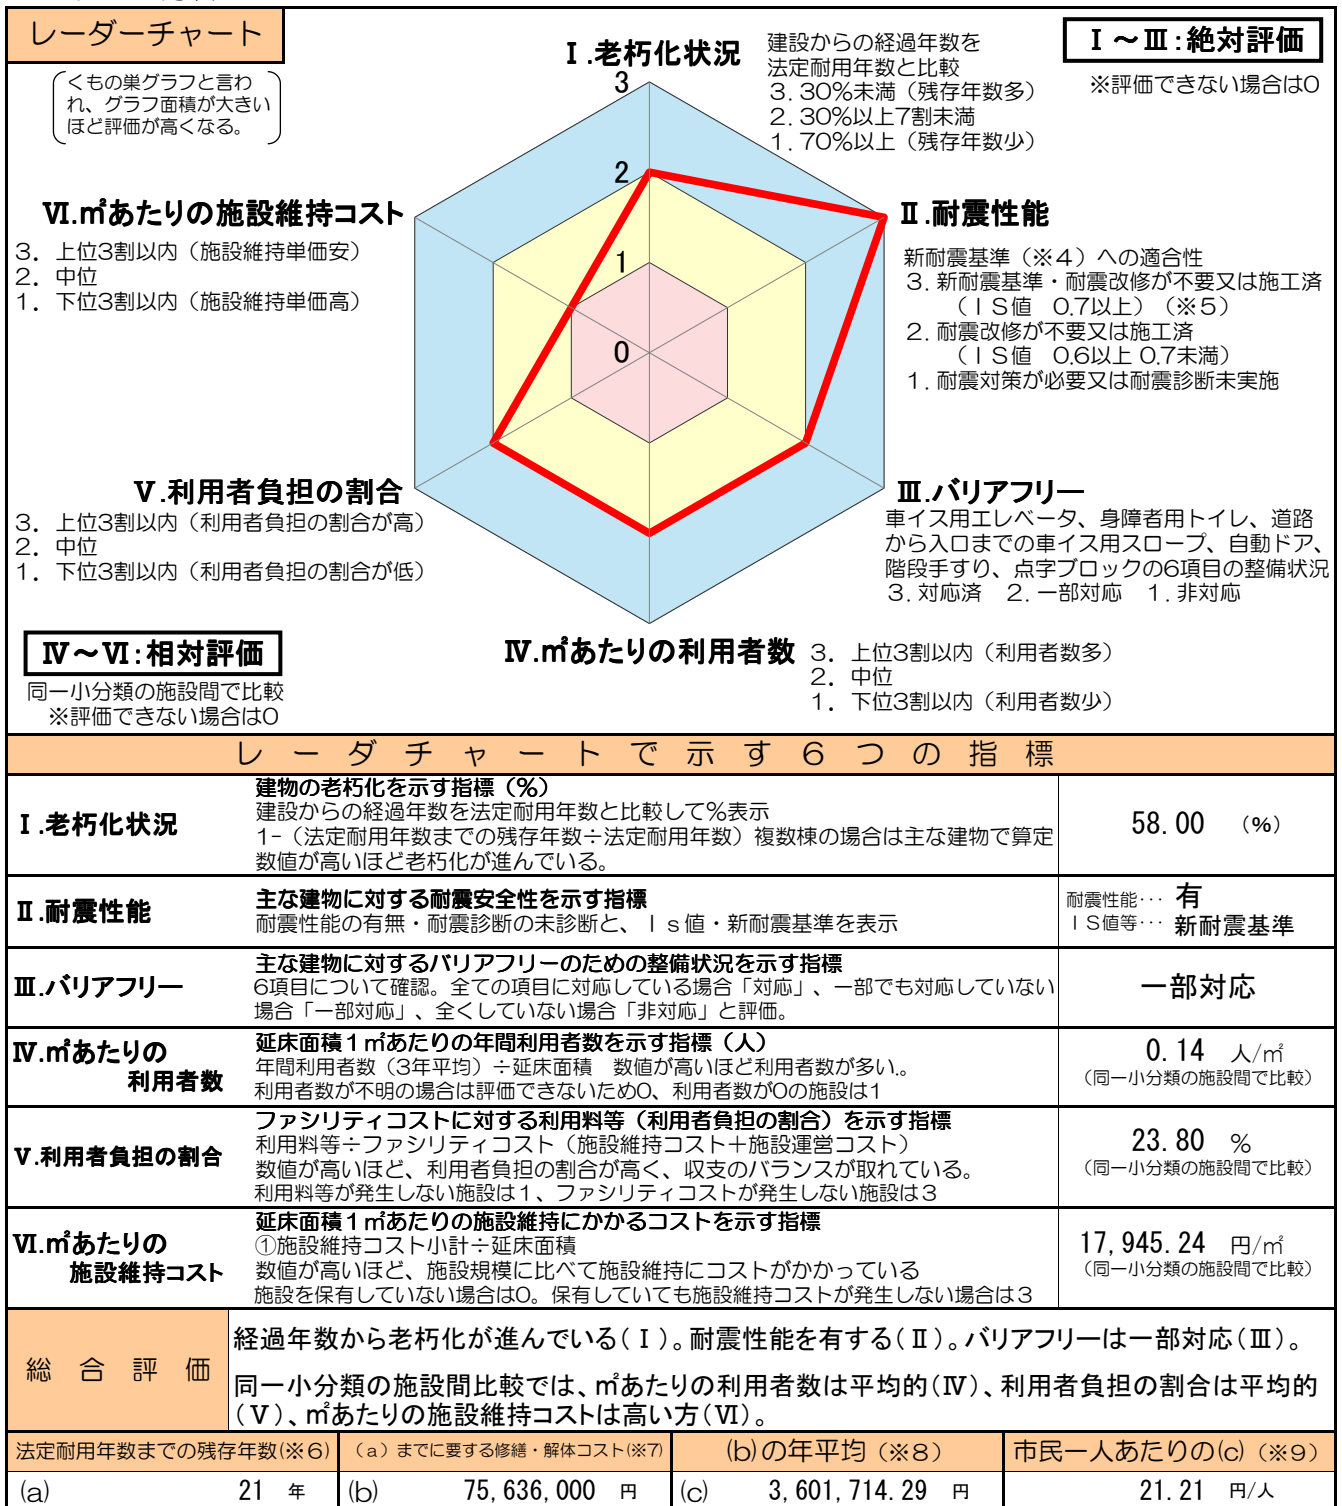 レーダーチャート
くもの巣グラフと言わ
れ、グラフ面積が大きい
ほど評価が高くなる。
Ⅰ.老朽化状況
建設からの経過年数を
法定耐用年数と比較
3. 30%未満（残存年数多）
2. 30%以上7割未満
1. 70%以上（残存年数少）
Ⅰ～Ⅲ:絶対評価
※評価できない場合は0
3
2
1
0
Ⅵ.㎡あたりの施設維持コスト
3. 上位3割以内（施設維持単価安）
2. 中位
1. 下位3割以内（施設維持単価高）
Ⅱ.耐震性能
新耐震基準（※4）への適合性
3. 新耐震基準・耐震改修が不要又は施工済
（ＩＳ値 0.7以上）（※5）
2. 耐震改修が不要又は施工済
（ＩＳ値 0.6以上 0.7未満）
1. 耐震対策が必要又は耐震診断未実施
Ⅴ.利用者負担の割合
3. 上位3割以内（利用者負担の割合が高）
2. 中位
1. 下位3割以内（利用者負担の割合が低）
Ⅲ.バリアフリー
車イス用エレベータ、身障者用トイレ、道路
から入口までの車イス用スロープ、自動ドア、
階段手すり、点字ブロックの6項目の整備状況
3. 対応済 2. 一部対応 1. 非対応
Ⅳ～Ⅵ:相対評価
同一小分類の施設間で比較
※評価できない場合は0
Ⅳ.㎡あたりの利用者数
3. 上位3割以内（利用者数多）
2. 中位
1. 下位3割以内（利用者数少）
レーダチャートで示す6つの指標
Ⅰ.老朽化状況
建物の老朽化を示す指標（%）
建設からの経過年数を法定耐用年数と比較して%表示
1-（法定耐用年数までの残存年数÷法定耐用年数）複数棟の場合は主な建物で算定
数値が高いほど老朽化が進んでいる。
58.00 （%）
Ⅱ.耐震性能
主な建物に対する耐震安全性を示す指標
耐震性能の有無・耐震診断の未診断と、Ｉｓ値・新耐震基準を表示
耐震性能… 有
ＩＳ値等… 新耐震基準
Ⅲ.バリアフリー
主な建物に対するバリアフリーのための整備状況を示す指標
6項目について確認。全ての項目に対応している場合「対応」、一部でも対応していない
場合「一部対応」、全くしていない場合「非対応」と評価。
一部対応
Ⅳ.㎡あたりの
利用者数
延床面積１㎡あたりの年間利用者数を示す指標（人）
年間利用者数（3年平均）÷延床面積 数値が高いほど利用者数が多い。
利用者数が不明の場合は評価できないため0、利用者数が0の施設は1
0.14 人/㎡
（同一小分類の施設間で比較）
Ⅴ.利用者負担の割合
ファシリティコストに対する利用料等（利用者負担の割合）を示す指標
利用料等÷ファシリティコスト（施設維持コスト＋施設運営コスト）
数値が高いほど、利用者負担の割合が高く、収支のバランスが取れている。
利用料等が発生しない施設は１、ファシリティコストが発生しない施設は３
23.80 %
（同一小分類の施設間で比較）
Ⅵ.㎡あたりの
施設維持コスト
延床面積１㎡あたりの施設維持にかかるコストを示す指標
①施設維持コスト小計÷延床面積
数値が高いほど、施設規模に比べて施設維持にコストがかかっている
施設を保有していない場合は0。保有していても施設維持コストが発生しない場合は３
17,945.24 円/㎡
（同一小分類の施設間で比較）
総合評価
経過年数から老朽化が進んでいる(Ⅰ)。耐震性能を有する(Ⅱ)。バリアフリーは一部対応(Ⅲ)。
同一小分類の施設間比較では、㎡あたりの利用者数は平均的(Ⅳ)、利用者負担の割合は平均的
(Ⅴ)、㎡あたりの施設維持コストは高い方(Ⅵ)。
法定耐用年数までの残存年数(※6)
（a）までに要する修繕・解体コスト(※7)
(b)の年平均（※8）
市民一人あたりの(c)（※9）
(a) 21 年
(b) 75,636,000 円
(c) 3,601,714.29 円
21.21 円/人